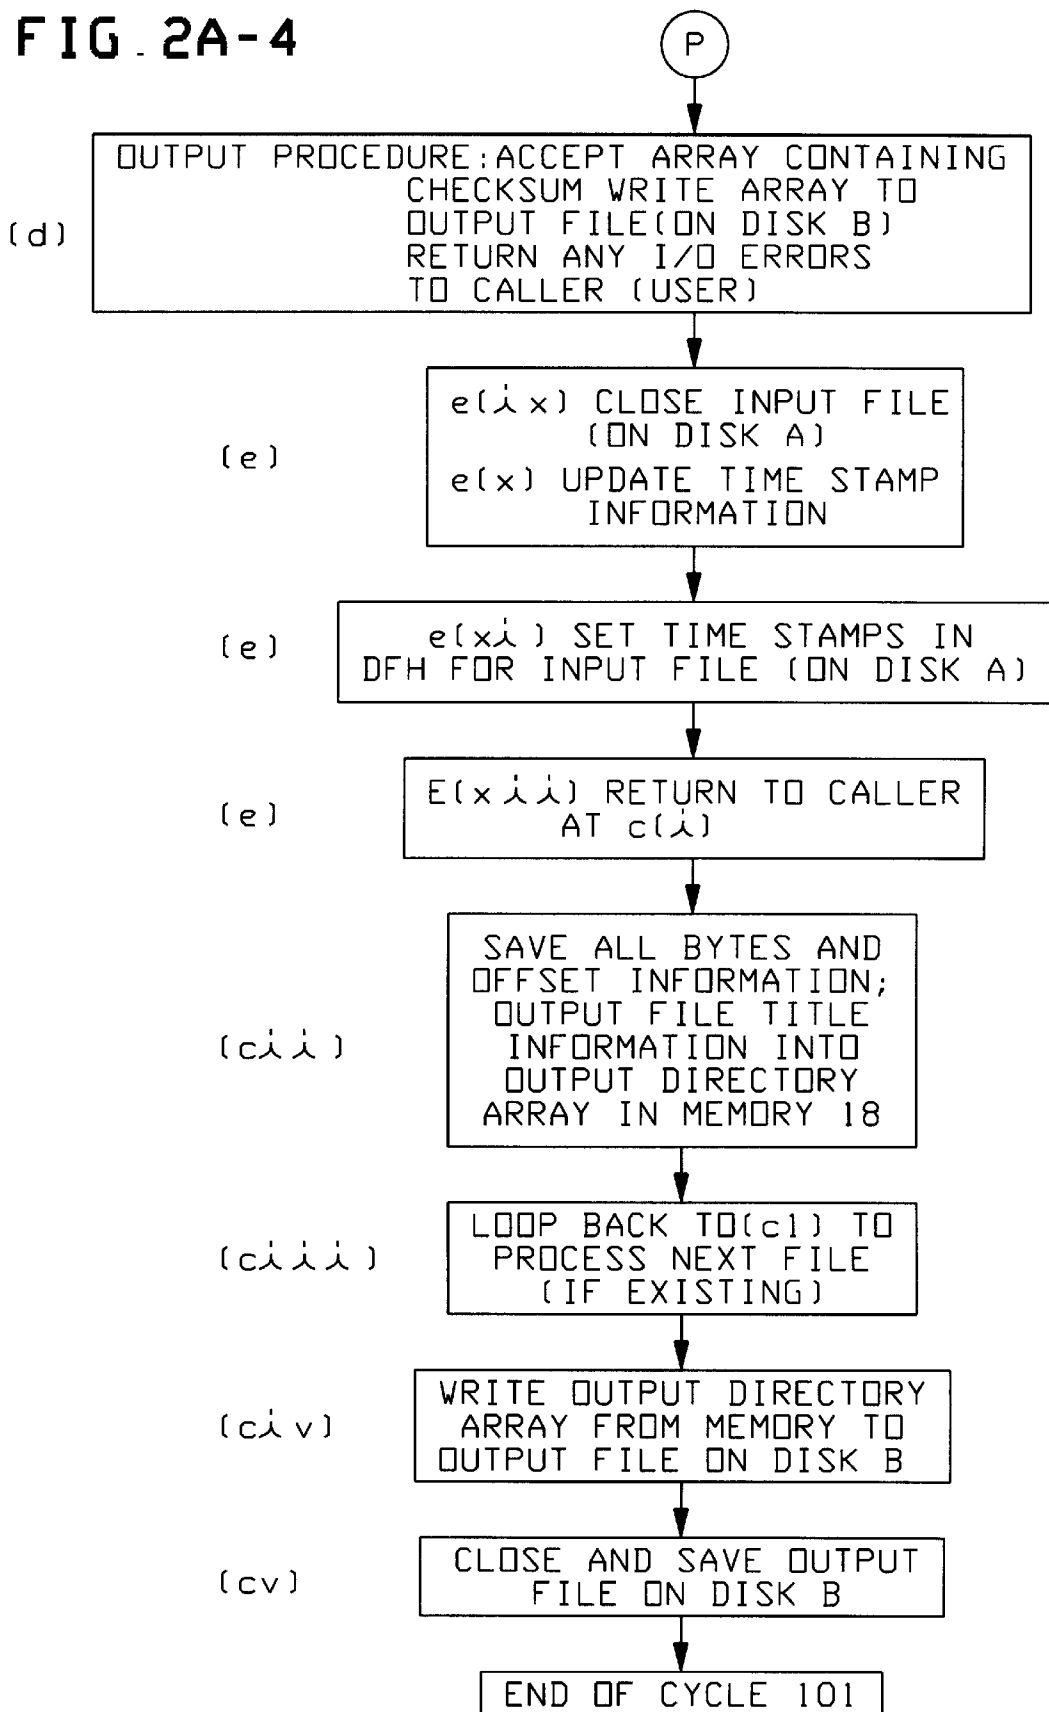 FIG. 2A-4
P
OUTPUT PROCEDURE:ACCEPT ARRAY CONTAINING
CHECKSUM WRITE ARRAY TO
(d)
OUTPUT FILE(ON DISK B)
RETURN ANY I/O ERRORS
TO CALLER (USER)
e(ix) CLOSE INPUT FILE
(ON DISK A)
(e)
e(x) UPDATE TIME STAMP
INFORMATION
(e)
e(xi) SET TIME STAMPS IN
DFH FOR INPUT FILE (ON DISK A)
(e)
E(xii) RETURN TO CALLER
AT c(i)
SAVE ALL BYTES AND
OFFSET INFORMATION;
OUTPUT FILE TITLE
(cii)
INFORMATION INTO
OUTPUT DIRECTORY
ARRAY IN MEMORY 18
LOOP BACK TO(c1) TO
(ciii)
PROCESS NEXT FILE
(IF EXISTING)
WRITE OUTPUT DIRECTORY
(civ)
ARRAY FROM MEMORY TO
OUTPUT FILE ON DISK B
(cv)
CLOSE AND SAVE OUTPUT
FILE ON DISK B
END OF CYCLE 101